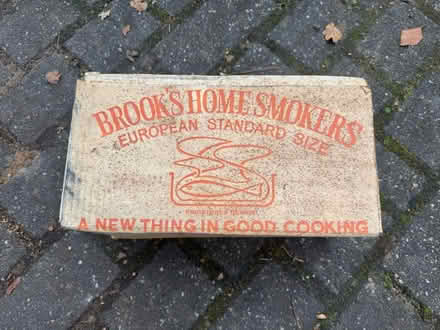 BROOK'S HOME SMOKERS
EUROPEAN STANDARD SIZE
A NEW THING IN GOOD COOKING